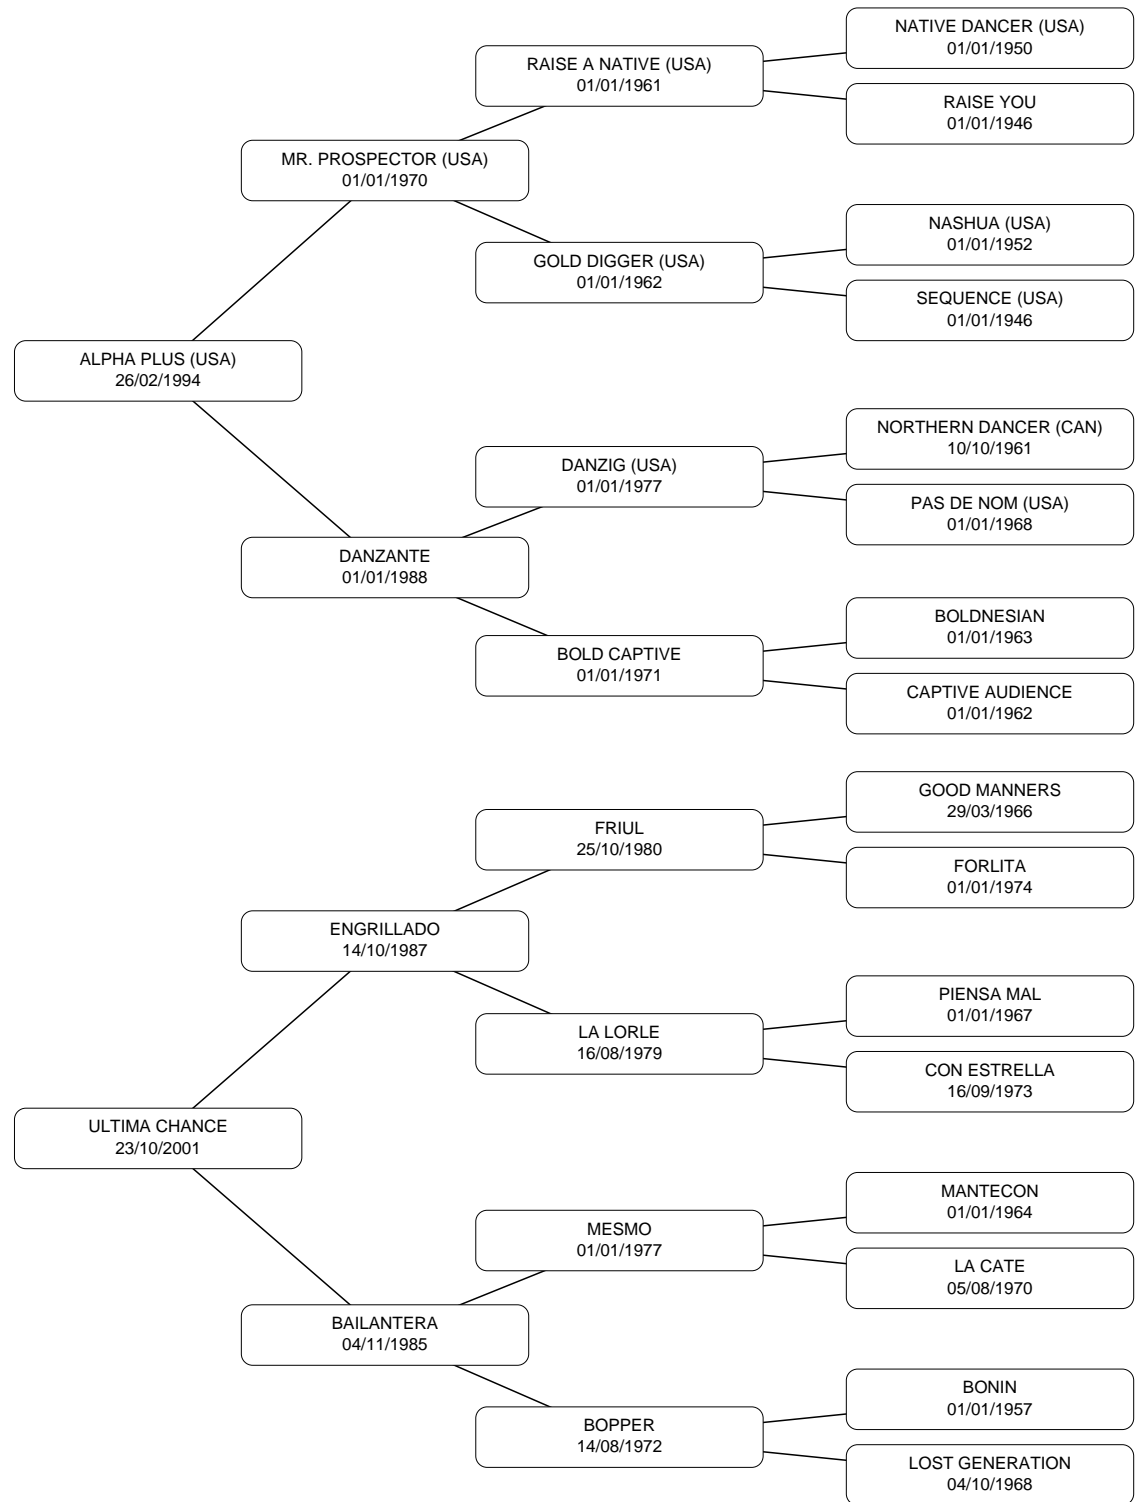 NATIVE DANCER (USA)
01/01/1950
RAISE A NATIVE (USA)
01/01/1961
RAISE YOU
01/01/1946
MR. PROSPECTOR (USA)
01/01/1970
NASHUA (USA)
01/01/1952
GOLD DIGGER (USA)
01/01/1962
SEQUENCE (USA)
01/01/1946
ALPHA PLUS (USA)
26/02/1994
NORTHERN DANCER (CAN)
10/10/1961
DANZIG (USA)
01/01/1977
PAS DE NOM (USA)
01/01/1968
DANZANTE
01/01/1988
BOLDNESIAN
01/01/1963
BOLD CAPTIVE
01/01/1971
CAPTIVE AUDIENCE
01/01/1962
GOOD MANNERS
29/03/1966
FRIUL
25/10/1980
FORLITA
01/01/1974
ENGRILLADO
14/10/1987
PIENSA MAL
01/01/1967
LA LORLE
16/08/1979
CON ESTRELLA
16/09/1973
ULTIMA CHANCE
23/10/2001
MANTECON
01/01/1964
MESMO
01/01/1977
LA CATE
05/08/1970
BAILANTERA
04/11/1985
BONIN
01/01/1957
BOPPER
14/08/1972
LOST GENERATION
04/10/1968